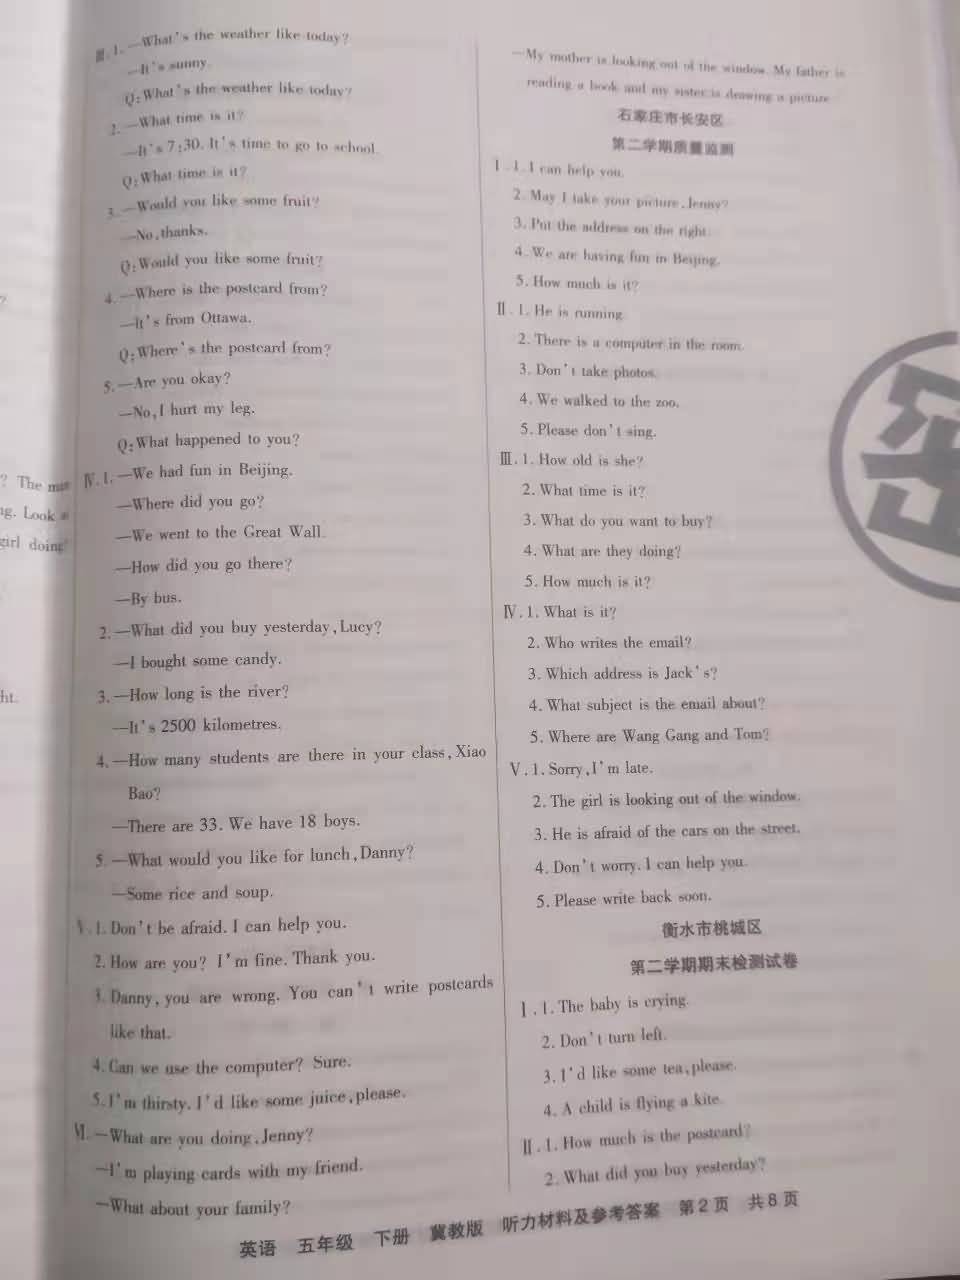 ? The man
ng. Look a
girl doing?
ht.
Ⅲ. 1. —What's the weather like today?
—It's sunny.
Q: What's the weather like today?
2. —What time is it?
—It's 7:30. It's time to go to school.
Q: What time is it?
3. —Would you like some fruit?
—No, thanks.
Q: Would you like some fruit?
4. —Where is the postcard from?
—It's from Ottawa.
Q: Where's the postcard from?
5. —Are you okay?
—No, I hurt my leg.
Q: What happened to you?
Ⅳ. 1. —We had fun in Beijing.
—Where did you go?
—We went to the Great Wall.
—How did you go there?
—By bus.
2. —What did you buy yesterday, Lucy?
—I bought some candy.
3. —How long is the river?
—It's 2500 kilometres.
4. —How many students are there in your class, Xiao
Bao?
—There are 33. We have 18 boys.
5. —What would you like for lunch, Danny?
—Some rice and soup.
Ⅴ. 1. Don't be afraid. I can help you.
2. How are you? I'm fine. Thank you.
3. Danny, you are wrong. You can't write postcards
like that.
4. Can we use the computer? Sure.
5. I'm thirsty. I'd like some juice, please.
Ⅵ. —What are you doing, Jenny?
—I'm playing cards with my friend.
—What about your family?
—My mother is looking out of the window. My father is
reading a book and my sister is drawing a picture.
石家庄市长安区
第二学期质量监测
Ⅰ. 1. I can help you.
2. May I take your picture, Jenny?
3. Put the address on the right.
4. We are having fun in Beijing.
5. How much is it?
Ⅱ. 1. He is running.
2. There is a computer in the room.
3. Don't take photos.
4. We walked to the zoo.
5. Please don't sing.
Ⅲ. 1. How old is she?
2. What time is it?
3. What do you want to buy?
4. What are they doing?
5. How much is it?
Ⅳ. 1. What is it?
2. Who writes the email?
3. Which address is Jack's?
4. What subject is the email about?
5. Where are Wang Gang and Tom?
Ⅴ. 1. Sorry, I'm late.
2. The girl is looking out of the window.
3. He is afraid of the cars on the street.
4. Don't worry. I can help you.
5. Please write back soon.
衡水市桃城区
第二学期期末检测试卷
Ⅰ. 1. The baby is crying.
2. Don't turn left.
3. I'd like some tea, please.
4. A child is flying a kite.
Ⅱ. 1. How much is the postcard?
2. What did you buy yesterday?
英语 五年级 下册 冀教版 听力材料及参考答案 第2页 共8页